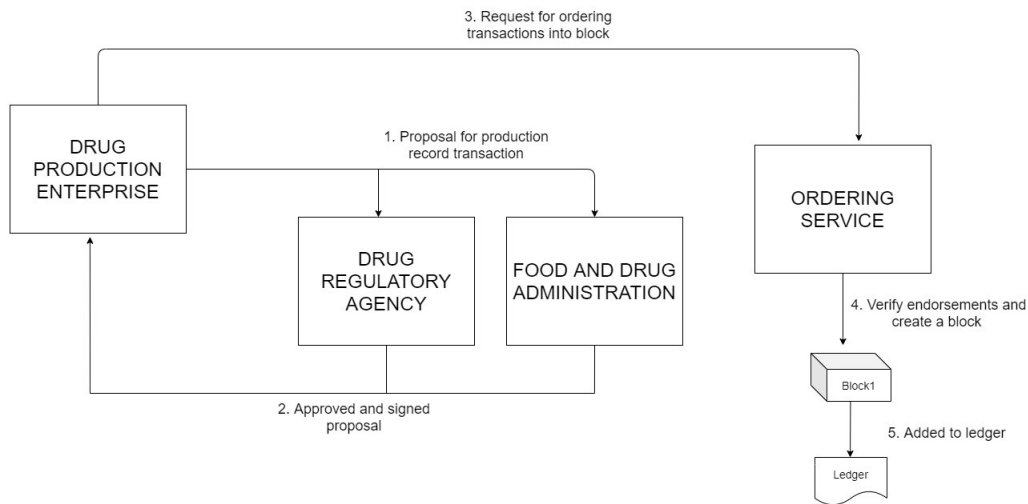 3. Request for ordering
transactions into block
DRUG
PRODUCTION
ENTERPRISE
1. Proposal for production
record transaction
ORDERING
SERVICE
DRUG
REGULATORY
AGENCY
FOOD AND DRUG
ADMINISTRATION
4. Verify endorsements and
create a block
Block1
2. Approved and signed
proposal
5. Added to ledger
Ledger